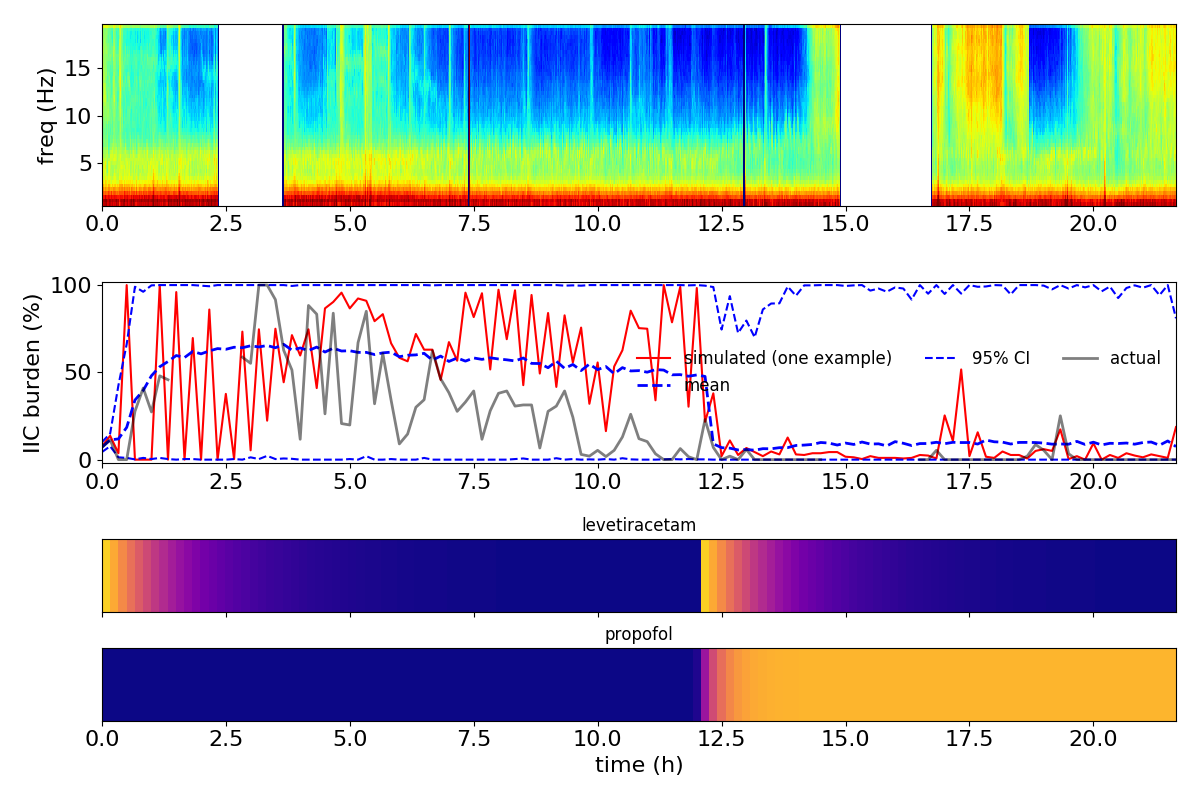 freq (Hz)
15
10
5
0.0 2.5 5.0 7.5 10.0 12.5 15.0 17.5 20.0
IIC burden (%)
100
50
0
simulated (one example) 95% CI actual
mean
0.0 2.5 5.0 7.5 10.0 12.5 15.0 17.5 20.0
levetiracetam
propofol
0.0 2.5 5.0 7.5 10.0 12.5 15.0 17.5 20.0
time (h)